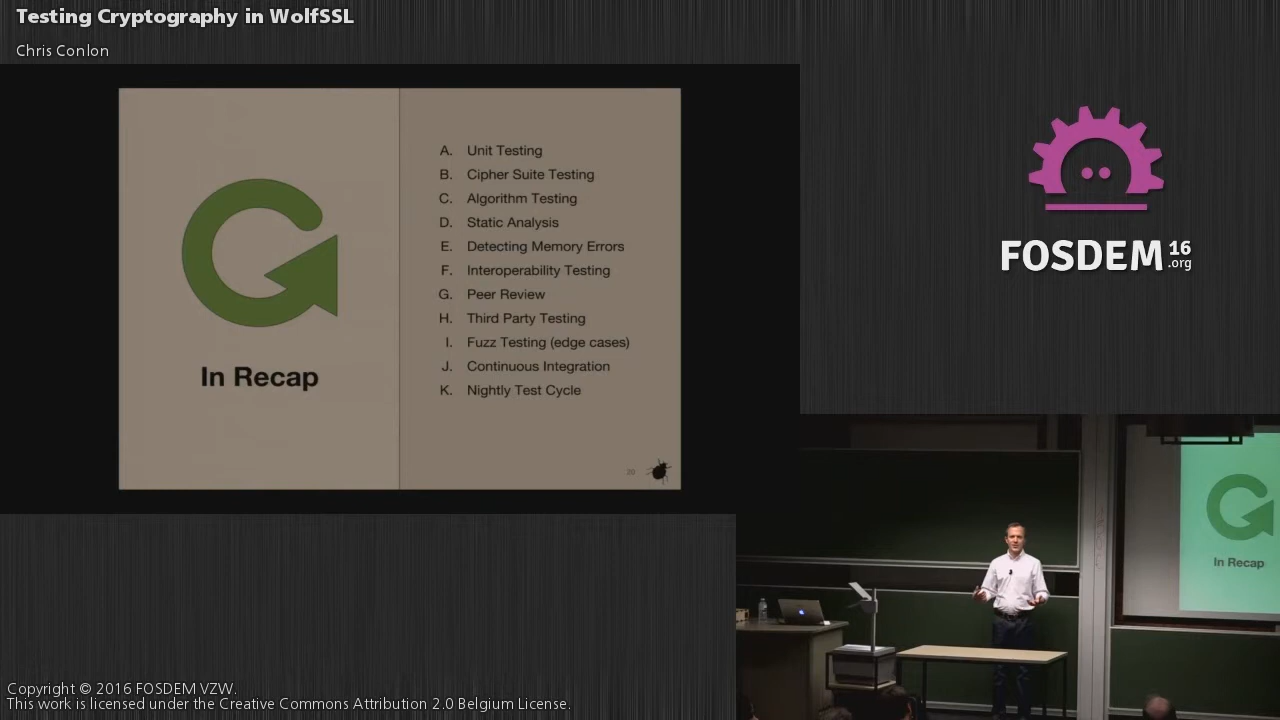 Testing Cryptography in WolfSSL
Chris Conlon
In Recap
A. Unit Testing
B. Cipher Suite Testing
C. Algorithm Testing
D. Static Analysis
E. Detecting Memory Errors
F. Interoperability Testing
G. Peer Review
H. Third Party Testing
I. Fuzz Testing (edge cases)
J. Continuous Integration
K. Nightly Test Cycle
20
FOSDEM 16 .org
In Recap
Copyright © 2016 FOSDEM VZW.
This work is licensed under the Creative Commons Attribution 2.0 Belgium License.